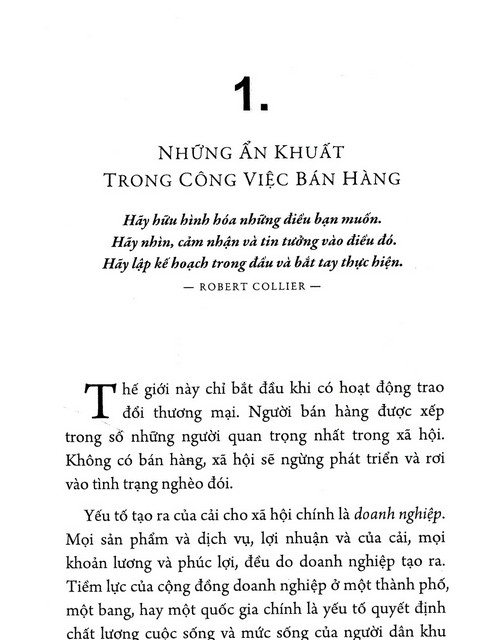 1.
NHỮNG ẨN KHUẤT
TRONG CÔNG VIỆC BÁN HÀNG
Hãy hữu hình hóa những điều bạn muốn.
Hãy nhìn, cảm nhận và tin tưởng vào điều đó.
Hãy lập kế hoạch trong đầu và bắt tay thực hiện.
— ROBERT COLLIER —
Thế giới này chỉ bắt đầu khi có hoạt động trao
đổi thương mại. Người bán hàng được xếp
trong số những người quan trọng nhất trong xã hội.
Không có bán hàng, xã hội sẽ ngừng phát triển và rơi
vào tình trạng nghèo đói.
Yếu tố tạo ra của cải cho xã hội chính là doanh nghiệp.
Mọi sản phẩm và dịch vụ, lợi nhuận và của cải, mọi
khoản lương và phúc lợi, đều do doanh nghiệp tạo ra.
Tiềm lực của cộng đồng doanh nghiệp ở một thành phố,
một bang, hay một quốc gia chính là yếu tố quyết định
chất lượng cuộc sống và mức sống của người dân khu